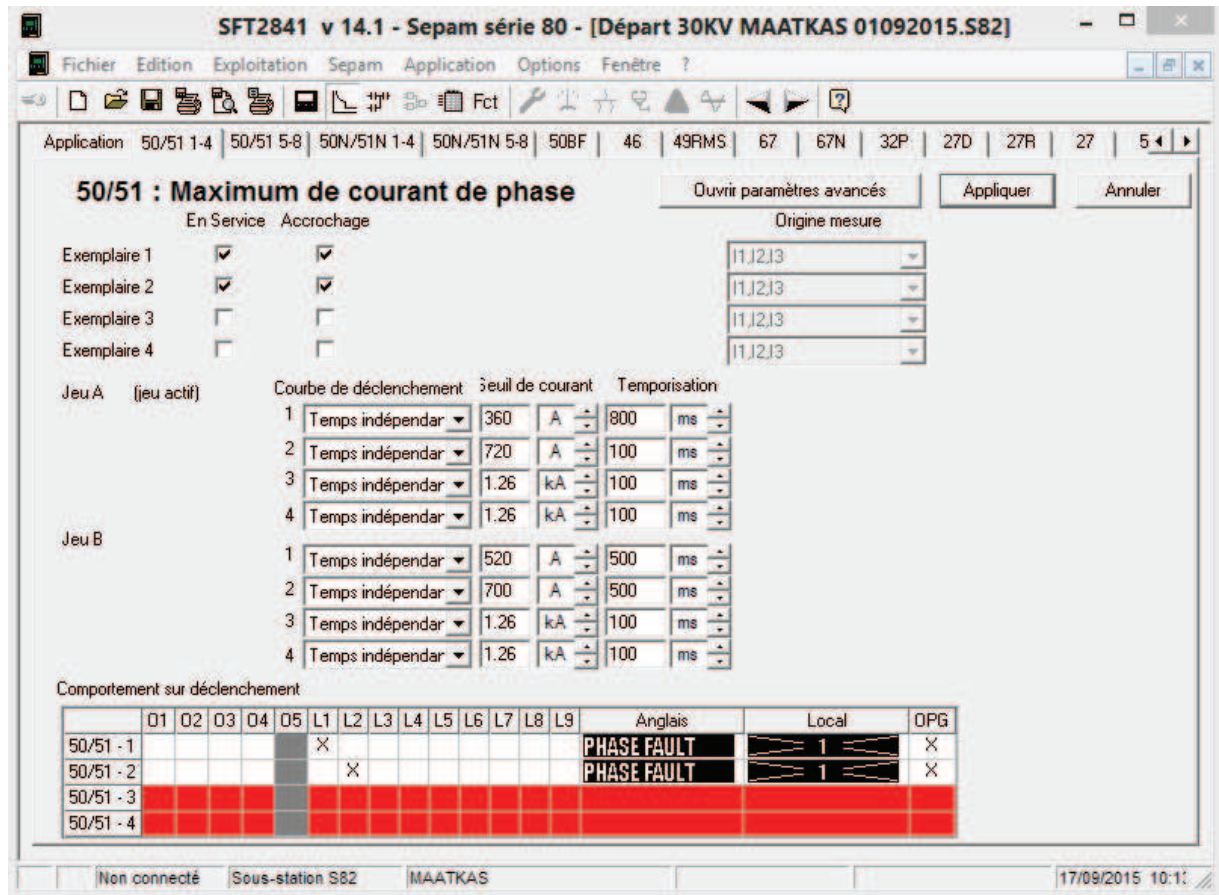 SFT2841 v 14.1 - Sepam série 80 - [Départ 30KV MAATKAS 01092015.S82]
Fichier Edition Exploitation Sepam Application Options Fenêtre ?
Fct
Application 50/51 1-4 50/51 5-8 50N/51N 1-4 50N/51N 5-8 50BF 46 49RMS 67 67N 32P 27D 27R 27 5
50/51 : Maximum de courant de phase Ouvrir paramètres avancés Appliquer Annuler
En Service Accrochage Origine mesure
Exemplaire 1 I1,I2,I3
Exemplaire 2 I1,I2,I3
Exemplaire 3 I1,I2,I3
Exemplaire 4 I1,I2,I3
Jeu A (jeu actif) Courbe de déclenchement Seuil de courant Temporisation
1 Temps indépendar 360 A 800 ms
2 Temps indépendar 720 A 100 ms
3 Temps indépendar 1.26 kA 100 ms
4 Temps indépendar 1.26 kA 100 ms
Jeu B
1 Temps indépendar 520 A 500 ms
2 Temps indépendar 700 A 500 ms
3 Temps indépendar 1.26 kA 100 ms
4 Temps indépendar 1.26 kA 100 ms
Comportement sur déclenchement
O1 O2 O3 O4 O5 L1 L2 L3 L4 L5 L6 L7 L8 L9 Anglais Local OPG
50/51 - 1 X PHASE FAULT 1 X
50/51 - 2 X PHASE FAULT 1 X
50/51 - 3
50/51 - 4
Non connecté Sous-station S82 MAATKAS 17/09/2015 10:1